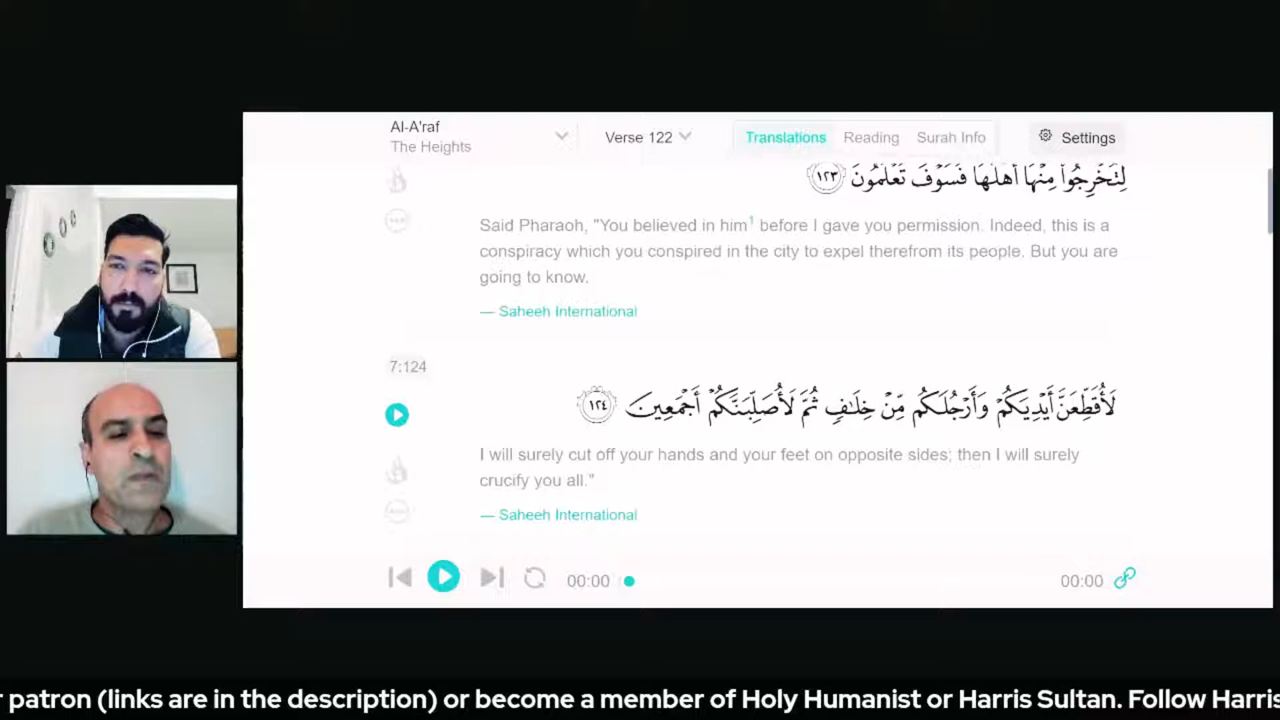 Al-A'raf
The Heights
Verse 122
Translations Reading Surah Info
Settings
لِتُخْرِجُوا۟ مِنْهَآ أَهْلَهَا فَسَوْفَ تَعْلَمُونَ ١٢٣
Said Pharaoh, "You believed in him¹ before I gave you permission. Indeed, this is a
conspiracy which you conspired in the city to expel therefrom its people. But you are
going to know.
— Saheeh International
7:124
لَأُقَطِّعَنَّ أَيْدِيَكُمْ وَأَرْجُلَكُم مِّنْ خِلَـٰفٍ ثُمَّ لَأُصَلِّبَنَّكُمْ أَجْمَعِينَ ١٢٤
I will surely cut off your hands and your feet on opposite sides; then I will surely
crucify you all."
— Saheeh International
00:00
00:00
r patron (links are in the description) or become a member of Holy Humanist or Harris Sultan. Follow Harris